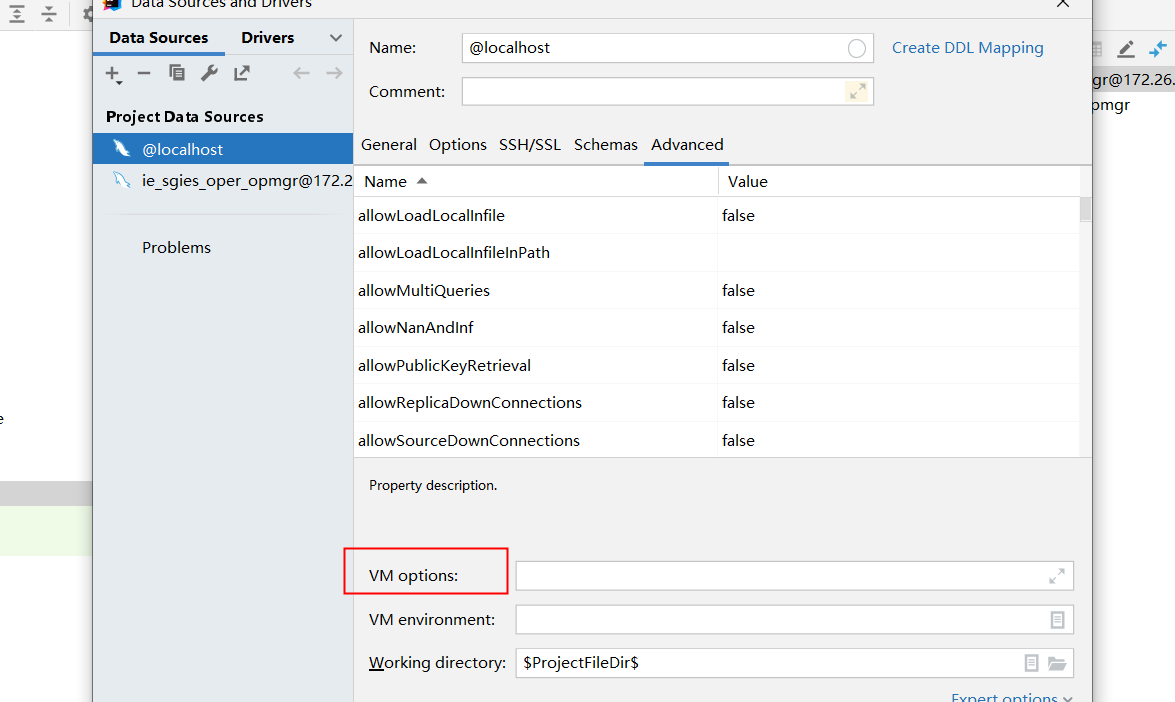 Data Sources and Drivers
Data Sources Drivers
Name: @localhost Create DDL Mapping
Comment:
Project Data Sources
@localhost
ie_sgies_oper_opmgr@172.2
Problems
General Options SSH/SSL Schemas Advanced
Name Value
allowLoadLocalInfile false
allowLoadLocalInfileInPath
allowMultiQueries false
allowNanAndInf false
allowPublicKeyRetrieval false
allowReplicaDownConnections false
allowSourceDownConnections false
Property description.
VM options:
VM environment:
Working directory: $ProjectFileDir$
Expert options
gr@172.26.
pmgr
e